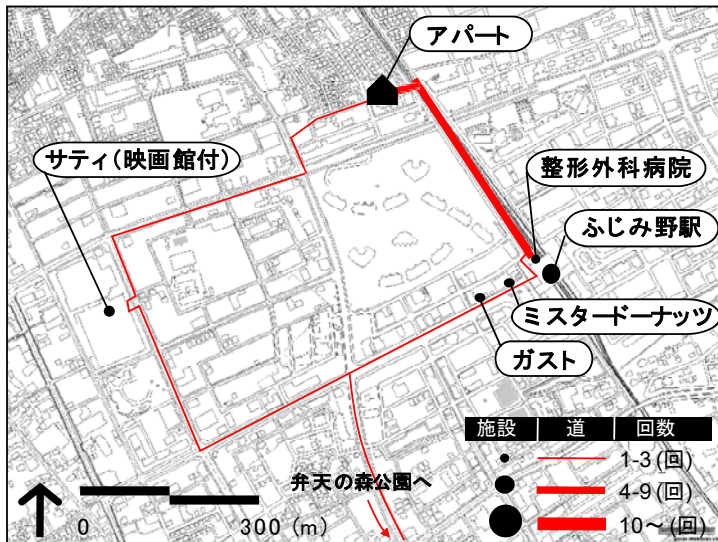 アパート
サティ(映画館付)
整形外科病院
ふじみ野駅
ミスタードーナッツ
ガスト
施設 道 回数
1-3(回)
4-9(回)
10～(回)
弁天の森公園へ
0 300 (m)